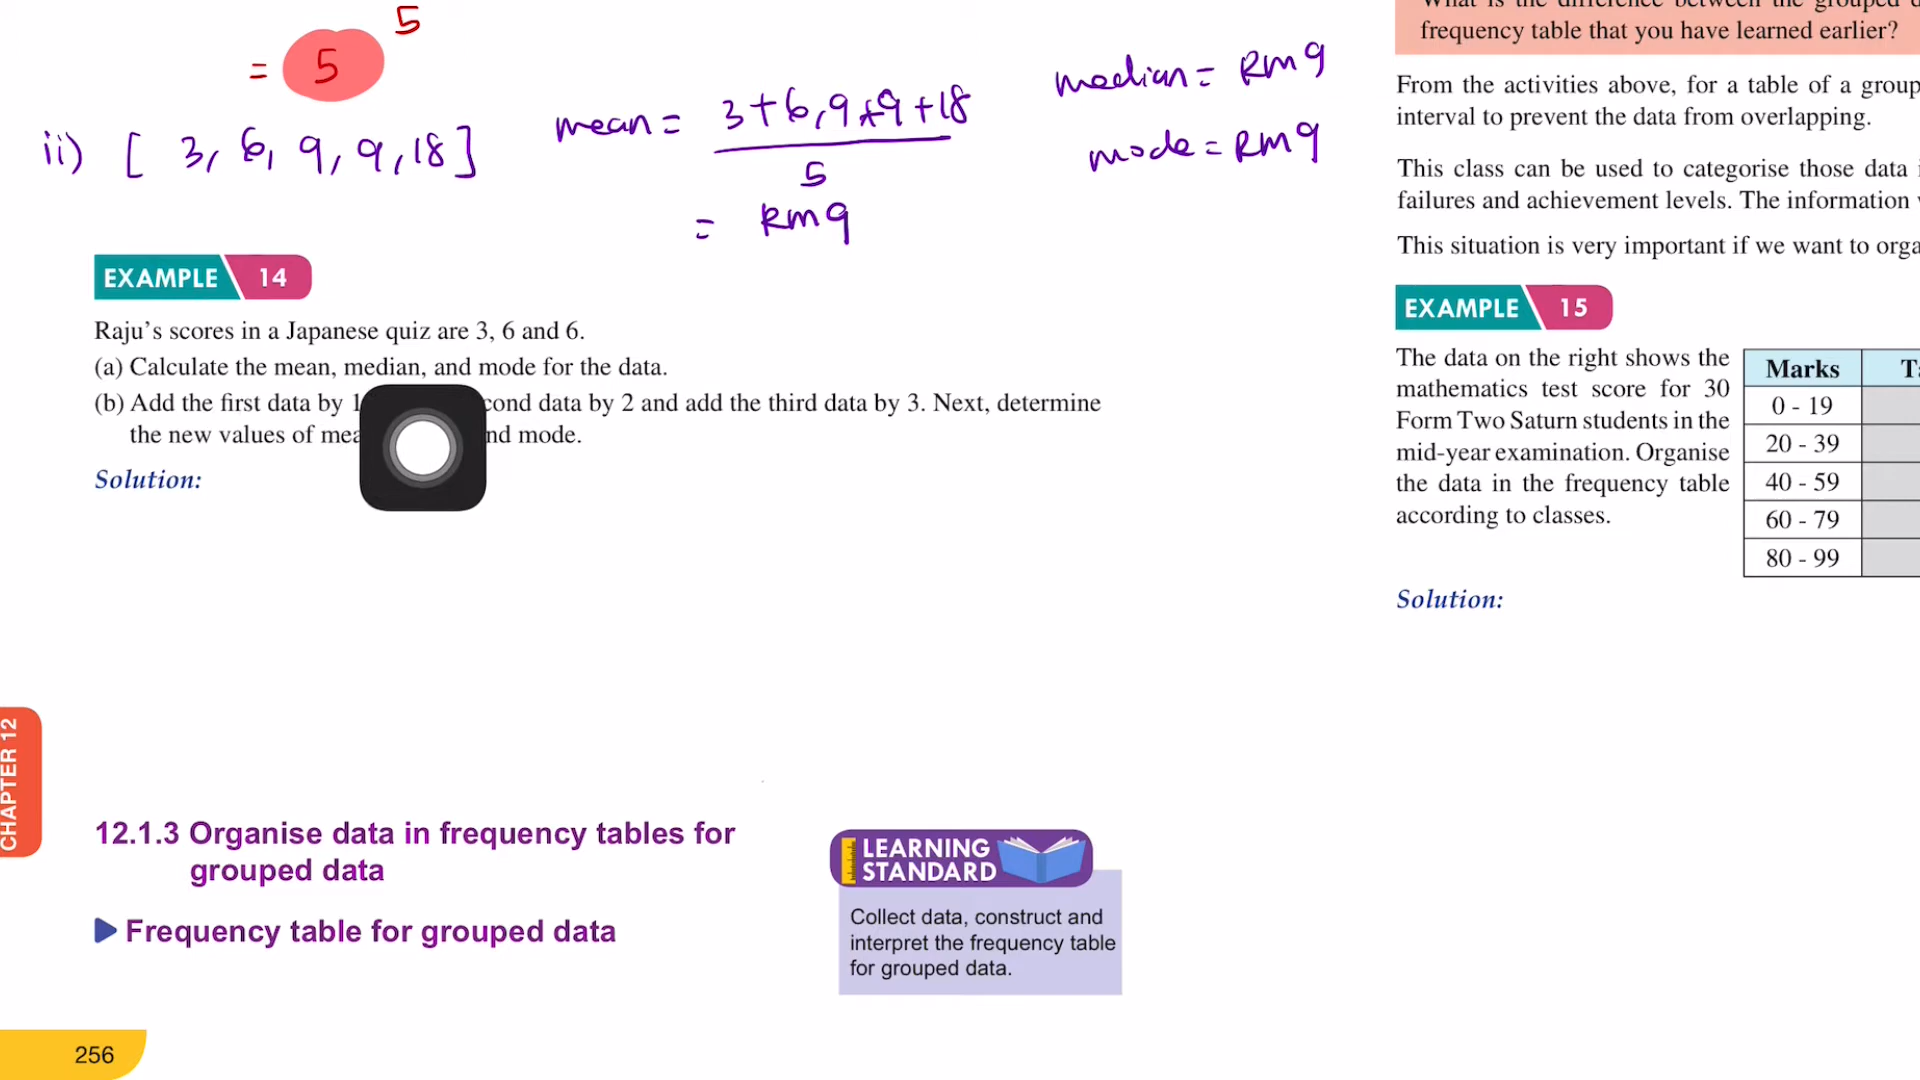 5
= 5
ii) [ 3, 6, 9, 9, 18]
mean = 3+6,9+9+18
5
= RM9
median = RM9
mode = RM9
EXAMPLE 14
Raju's scores in a Japanese quiz are 3, 6 and 6.
(a) Calculate the mean, median, and mode for the data.
(b) Add the first data by 1 data by 2 and add the third data by 3. Next, determine
the new values of mode.
Solution:
CHAPTER 12
12.1.3 Organise data in frequency tables for
grouped data
Frequency table for grouped data
LEARNING
STANDARD
Collect data, construct and
interpret the frequency table
for grouped data.
256
What is the difference between the grouped
frequency table that you have learned earlier?
From the activities above, for a table of a
interval to prevent the data from overlapping.
This class can be used to categorise those data
failures and achievement levels. The information
This situation is very important if we want to
EXAMPLE 15
The data on the right shows the
mathematics test score for 30
Form Two Saturn students in the
mid-year examination. Organise
the data in the frequency table
according to classes.
Marks
0 - 19
20 - 39
40 - 59
60 - 79
80 - 99
Solution: